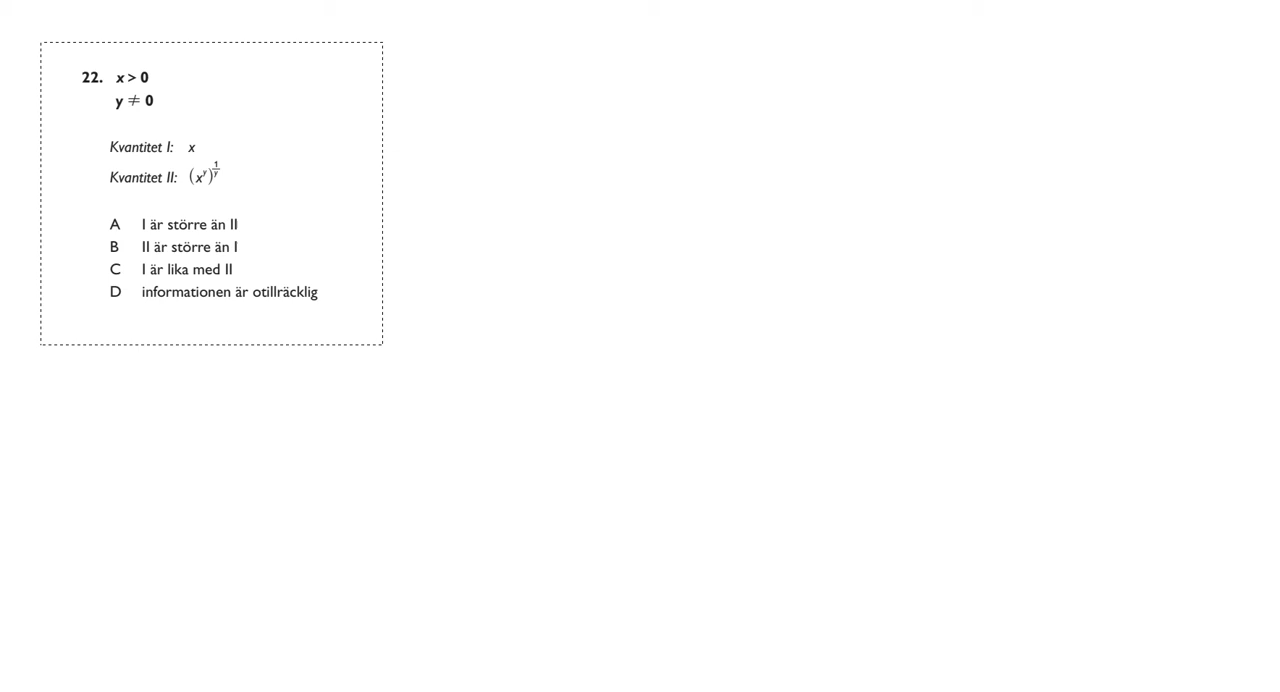 22. x > 0
y ≠ 0
Kvantitet I: x
Kvantitet II: (x^y)^(1/y)
A I är större än II
B II är större än I
C I är lika med II
D informationen är otillräcklig